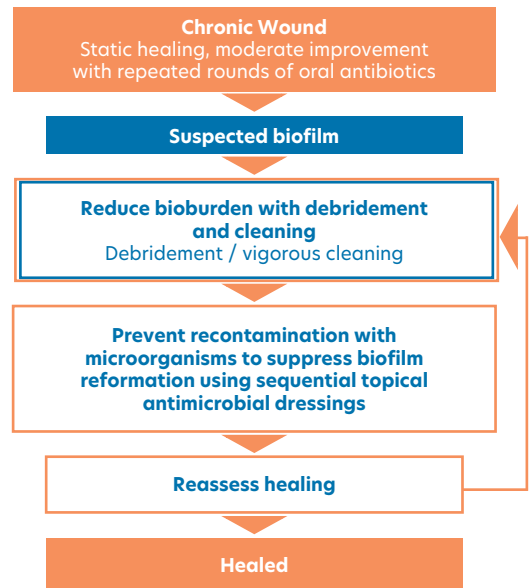 Chronic Wound
Static healing, moderate improvement
with repeated rounds of oral antibiotics
Suspected biofilm
Reduce bioburden with debridement
and cleaning
Debridement / vigorous cleaning
Prevent recontamination with
microorganisms to suppress biofilm
reformation using sequential topical
antimicrobial dressings
Reassess healing
Healed